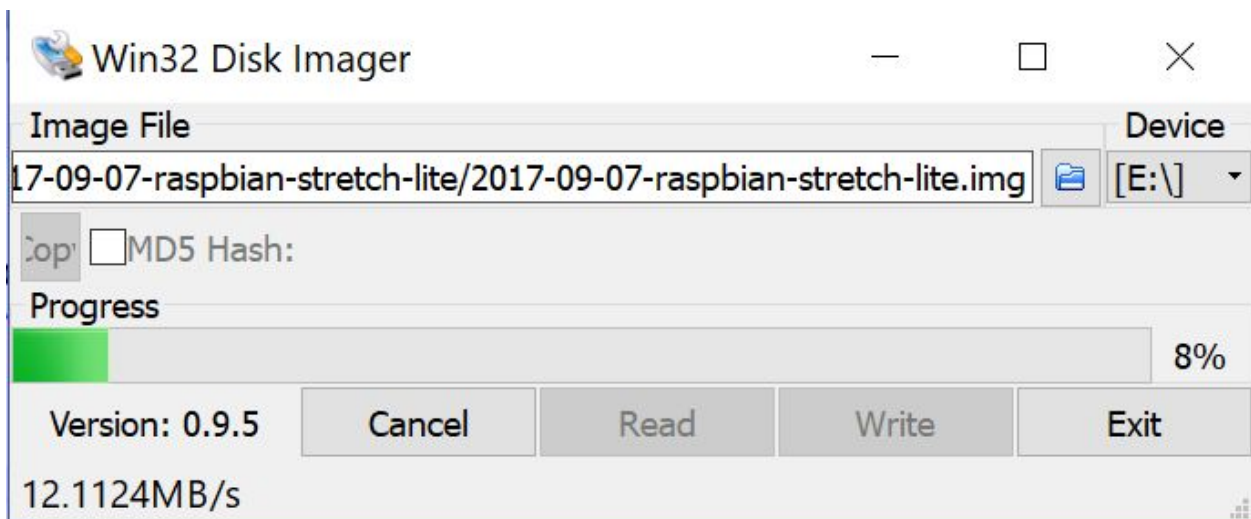 Win32 Disk Imager
Image File Device
17-09-07-raspbian-stretch-lite/2017-09-07-raspbian-stretch-lite.img [E:\]
Copy MD5 Hash:
Progress
8%
Version: 0.9.5 Cancel Read Write Exit
12.1124MB/s